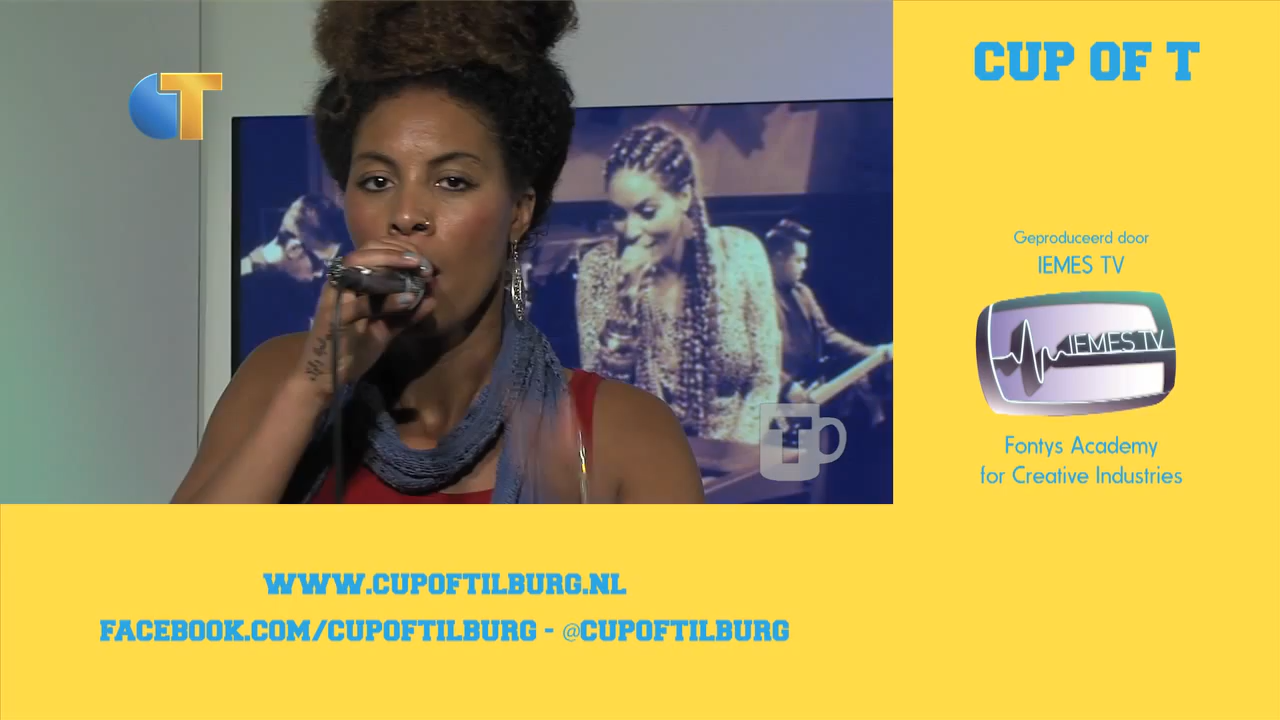 T
CUP OF T
Geproduceerd door
IEMES TV
IEMES TV
Fontys Academy
for Creative Industries
T
WWW.CUPOFTILBURG.NL
FACEBOOK.COM/CUPOFTILBURG - @CUPOFTILBURG